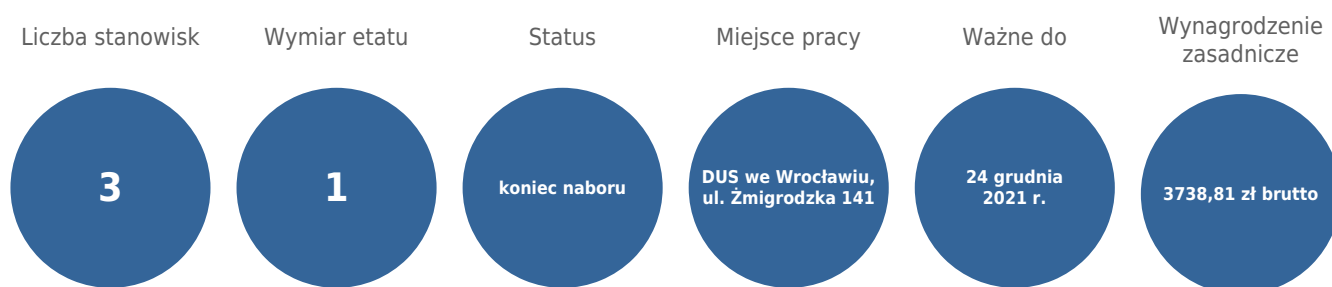 Liczba stanowisk
Wymiar etatu
Status
Miejsce pracy
Ważne do
Wynagrodzenie
zasadnicze
3
1
koniec naboru
DUS we Wrocławiu,
ul. Żmigrodzka 141
24 grudnia
2021 r.
3738,81 zł brutto